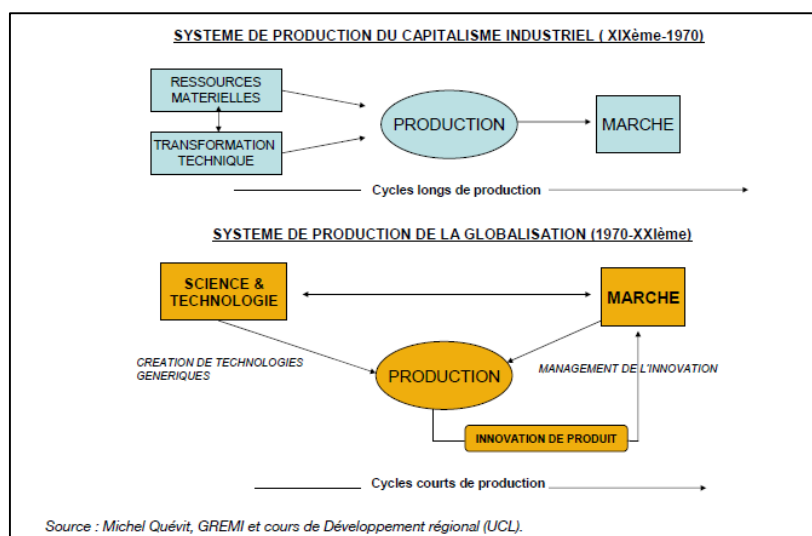 SYSTEME DE PRODUCTION DU CAPITALISME INDUSTRIEL ( XIXème-1970)
RESSOURCES
MATERIELLES
TRANSFORMATION
TECHNIQUE
PRODUCTION
MARCHE
Cycles longs de production
SYSTEME DE PRODUCTION DE LA GLOBALISATION (1970-XXIème)
SCIENCE &
TECHNOLOGIE
MARCHE
CREATION DE TECHNOLOGIES
GENERIQUES
PRODUCTION
MANAGEMENT DE L'INNOVATION
INNOVATION DE PRODUIT
Cycles courts de production
Source : Michel Quévit, GREMI et cours de Développement régional (UCL).